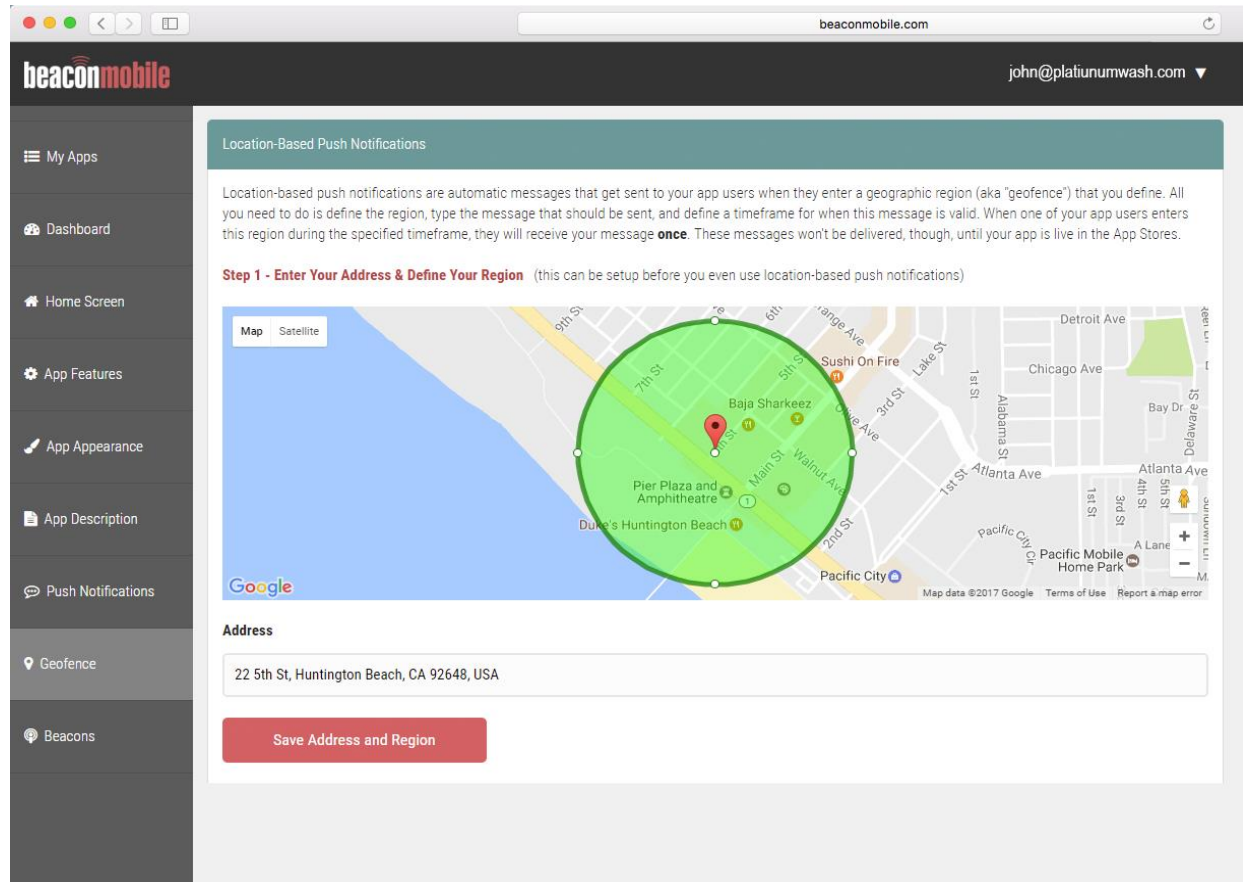 beaconmobile.com
beaconmobile
john@platiunumwash.com ▼
My Apps
Dashboard
Home Screen
App Features
App Appearance
App Description
Push Notifications
Geofence
Beacons
Location-Based Push Notifications
Location-based push notifications are automatic messages that get sent to your app users when they enter a geographic region (aka "geofence") that you define. All
you need to do is define the region, type the message that should be sent, and define a timeframe for when this message is valid. When one of your app users enters
this region during the specified timeframe, they will receive your message once. These messages won't be delivered, though, until your app is live in the App Stores.
Step 1 - Enter Your Address & Define Your Region (this can be setup before you even use location-based push notifications)
Map Satellite
9th St
6th
Orange Ave
Detroit Ave
Sushi On Fire
Lake St
Chicago Ave
7th St
5th St
1st St
3rd St
Alabama St
Baja Sharkeez
Olive Ave
Bay Dr
Delaware St
Main St
Walnut Ave
1st St
Atlanta Ave
Atlanta Ave
Pier Plaza and
Amphitheatre
1
1st St
3rd St
4th St
5th St
Duke's Huntington Beach
2nd St
Pacific City Cir
A Lane
Pacific Mobile
Home Park
Pacific City
+
−
Google
Map data ©2017 Google Terms of Use Report a map error
Address
22 5th St, Huntington Beach, CA 92648, USA
Save Address and Region